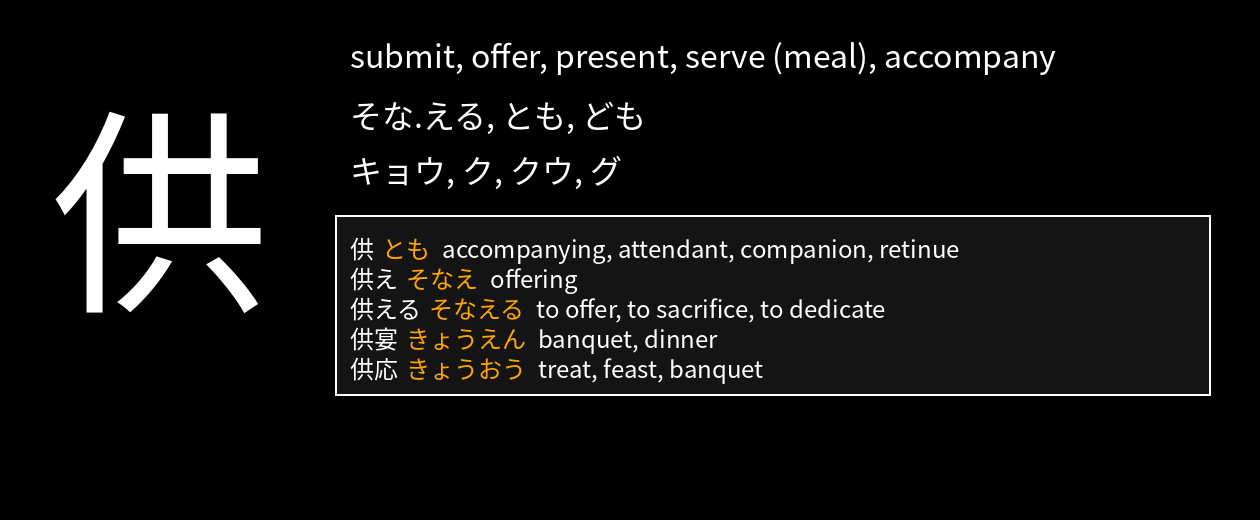 供
submit, offer, present, serve (meal), accompany
そな.える, とも, ども
キョウ, ク, クウ, グ
供 とも accompanying, attendant, companion, retinue
供え そなえ offering
供える そなえる to offer, to sacrifice, to dedicate
供宴 きょうえん banquet, dinner
供応 きょうおう treat, feast, banquet